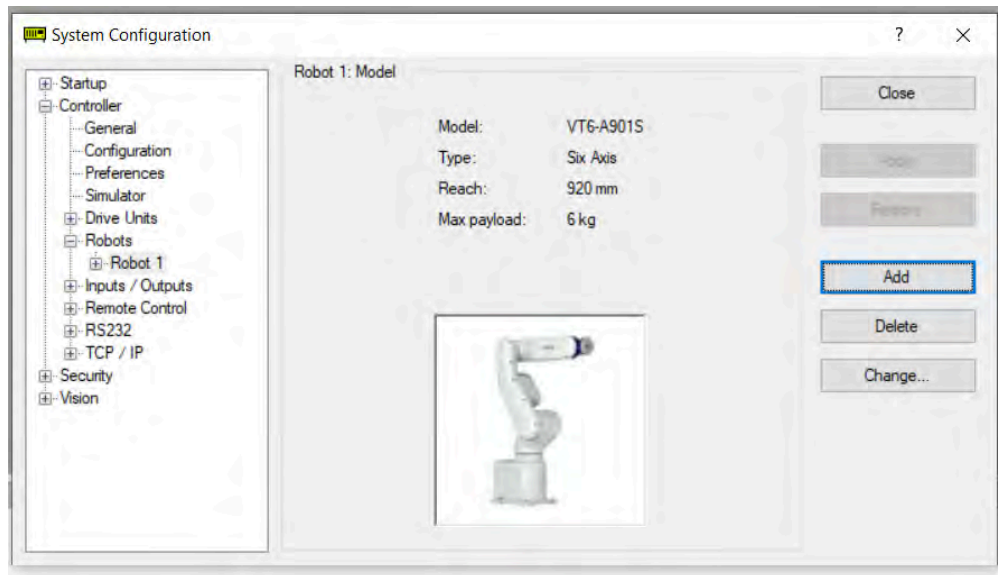 System Configuration
?
Startup
Controller
General
Configuration
Preferences
Simulator
Drive Units
Robots
Robot 1
Inputs / Outputs
Remote Control
RS232
TCP / IP
Security
Vision
Robot 1: Model
Model: VT6-A901S
Type: Six Axis
Reach: 920 mm
Max payload: 6 kg
Close
Add
Delete
Change...